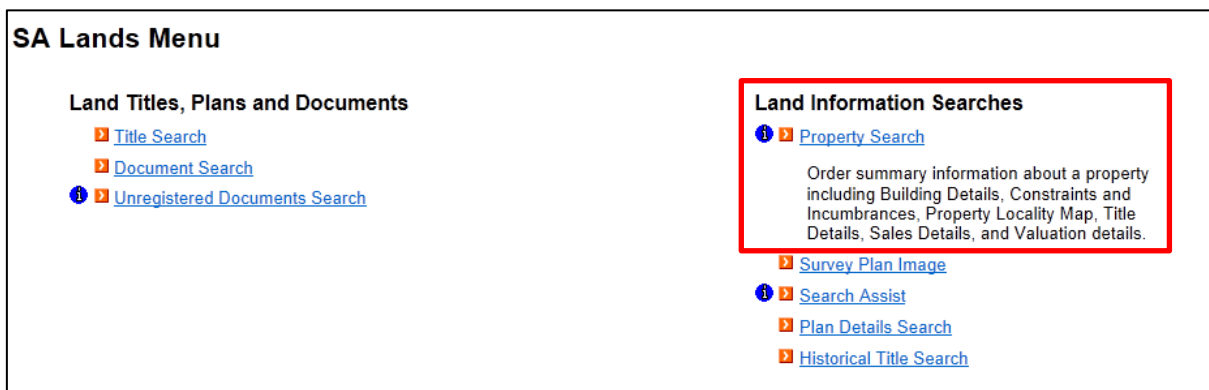 SA Lands Menu
Land Titles, Plans and Documents
Title Search
Document Search
Unregistered Documents Search
Land Information Searches
Property Search
Order summary information about a property
including Building Details, Constraints and
Incumbrances, Property Locality Map, Title
Details, Sales Details, and Valuation details.
Survey Plan Image
Search Assist
Plan Details Search
Historical Title Search